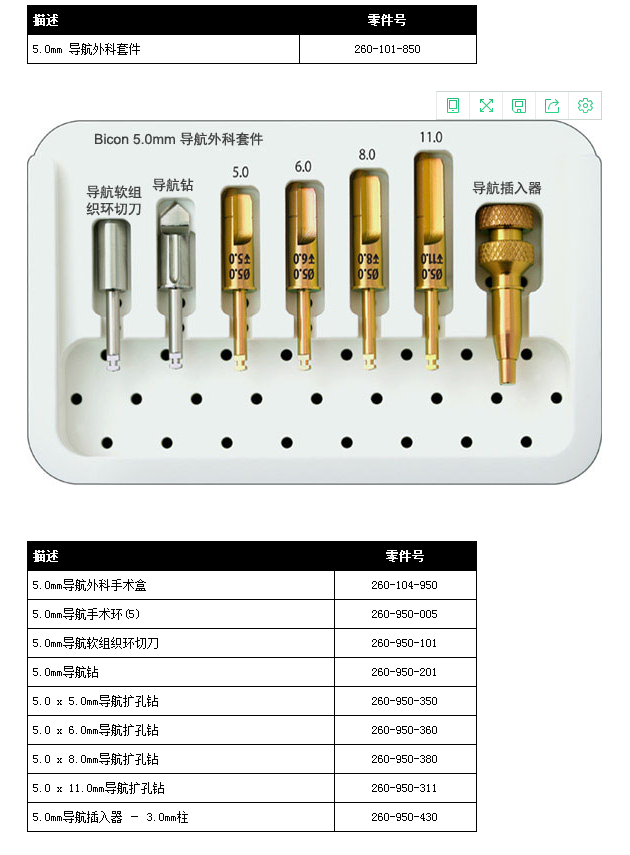 描述 零件号
5.0mm 导航外科套件 260-101-850
Bicon 5.0mm 导航外科套件
导航软组
织环切刀
导航钻
5.0
6.0
8.0
11.0
导航插入器
Ø5.0
↧5.0
Ø5.0
↧6.0
Ø5.0
↧8.0
Ø5.0
↧11.0
描述 零件号
5.0mm导航外科手术盒 260-104-950
5.0mm导航手术环(5) 260-950-005
5.0mm导航软组织环切刀 260-950-101
5.0mm导航钻 260-950-201
5.0 x 5.0mm导航扩孔钻 260-950-350
5.0 x 6.0mm导航扩孔钻 260-950-360
5.0 x 8.0mm导航扩孔钻 260-950-380
5.0 x 11.0mm导航扩孔钻 260-950-311
5.0mm导航插入器 - 3.0mm柱 260-950-430